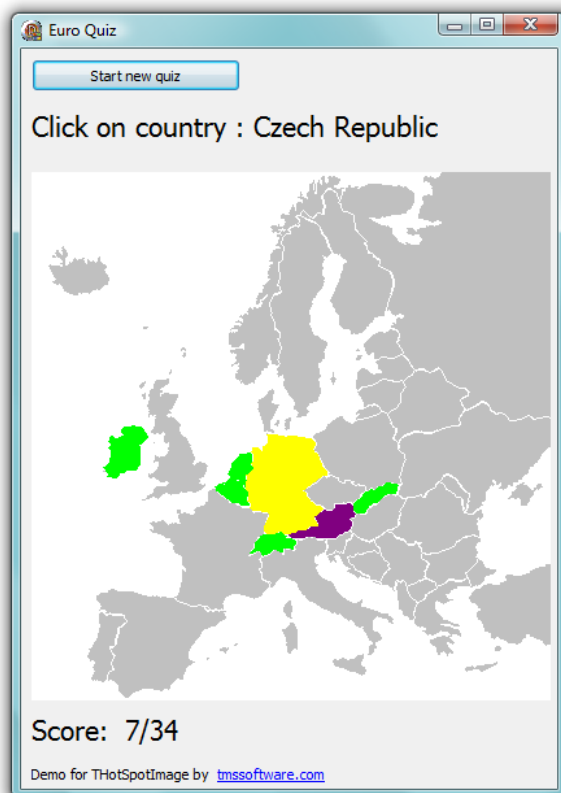 Euro Quiz
Start new quiz
Click on country : Czech Republic
Score: 7/34
Demo for THotSpotImage by tmssoftware.com